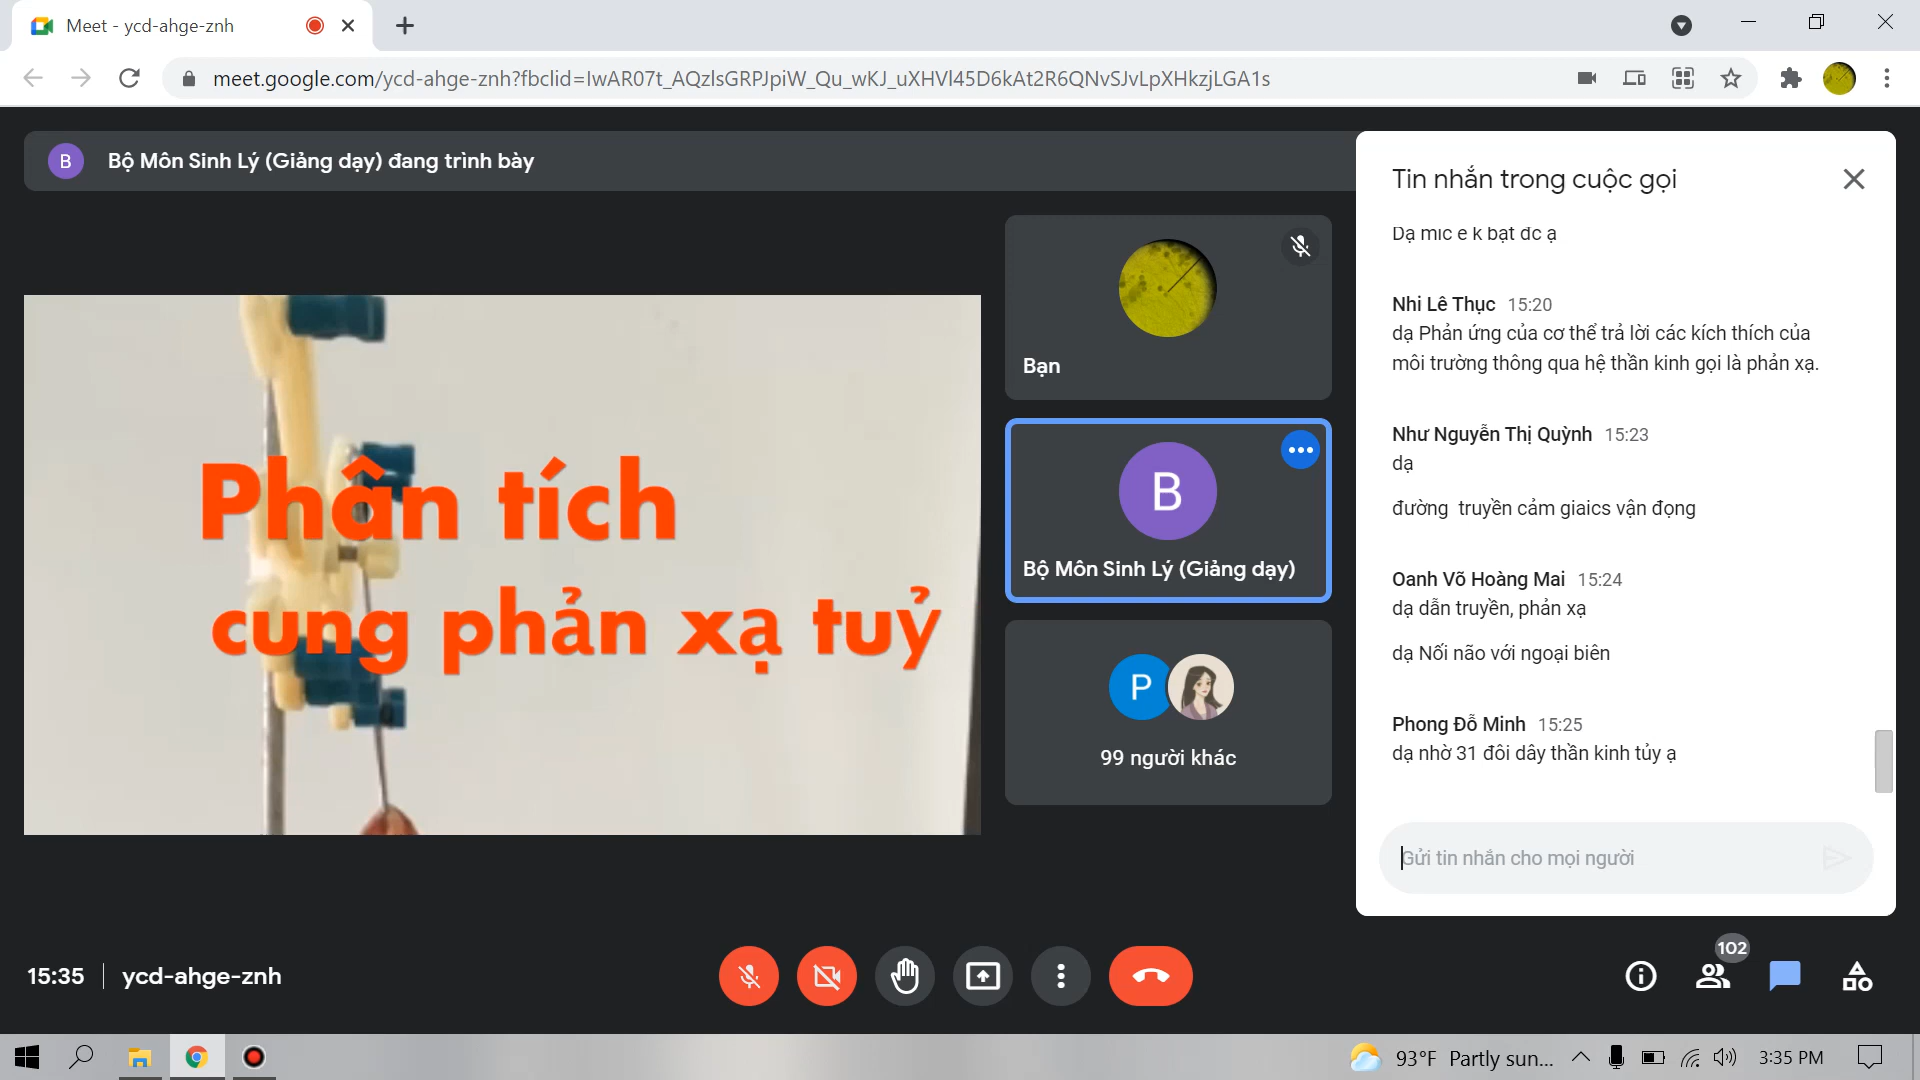 Meet - ycd-ahge-znh
meet.google.com/ycd-ahge-znh?fbclid=IwAR07t_AQzlsGRPJpiW_Qu_wKJ_uXHVl45D6kAt2R6QNvSJvLpXHkzjLGA1s
B
Bộ Môn Sinh Lý (Giảng dạy) đang trình bày
Phân tích
cung phản xạ tuỷ
Bạn
B
Bộ Môn Sinh Lý (Giảng dạy)
P
99 người khác
Tin nhắn trong cuộc gọi
Dạ mic e k bật đc ạ
Nhi Lê Thục 15:20
dạ Phản ứng của cơ thể trả lời các kích thích của
môi trường thông qua hệ thần kinh gọi là phản xạ.
Như Nguyễn Thị Quỳnh 15:23
dạ
đường truyền cảm giaics vận đọng
Oanh Võ Hoàng Mai 15:24
dạ dẫn truyền, phản xạ
dạ Nối não với ngoại biên
Phong Đỗ Minh 15:25
dạ nhờ 31 đôi dây thần kinh tủy ạ
Gửi tin nhắn cho mọi người
15:35 | ycd-ahge-znh
102
93°F Partly sun...
3:35 PM